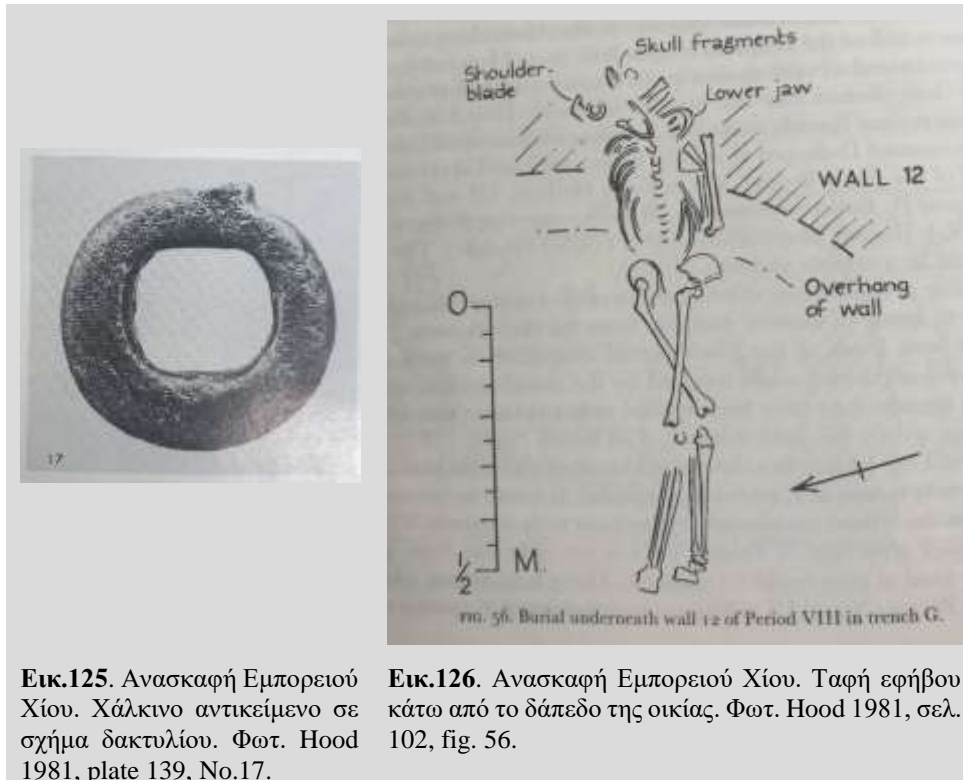 Skull fragments
Shoulder-
blade
Lower jaw
WALL 12
Overhang
of wall
O
1/2 M.
17
FIG. 56. Burial underneath wall 12 of Period VIII in trench G.
Εικ.125. Ανασκαφή Εμπορειού
Χίου. Χάλκινο αντικείμενο σε
σχήμα δακτυλίου. Φωτ. Hood
1981, plate 139, No.17.
Εικ.126. Ανασκαφή Εμπορειού Χίου. Ταφή εφήβου
κάτω από το δάπεδο της οικίας. Φωτ. Hood 1981, σελ.
102, fig. 56.